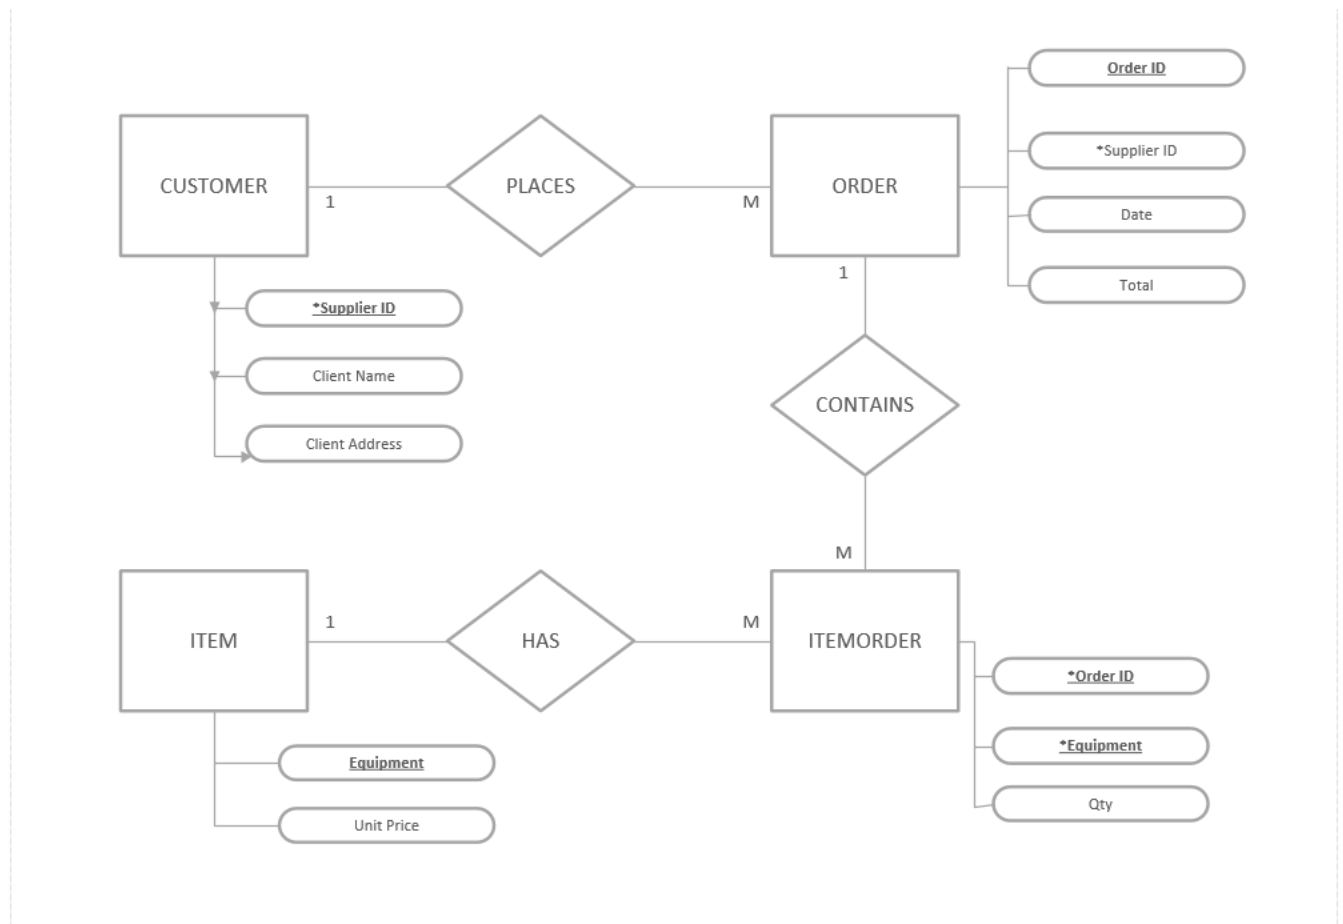 Order ID
*Supplier ID
Date
Total
CUSTOMER
1
PLACES
M
ORDER
1
*Supplier ID
Client Name
Client Address
CONTAINS
M
ITEM
1
HAS
M
ITEMORDER
*Order ID
*Equipment
Qty
Equipment
Unit Price